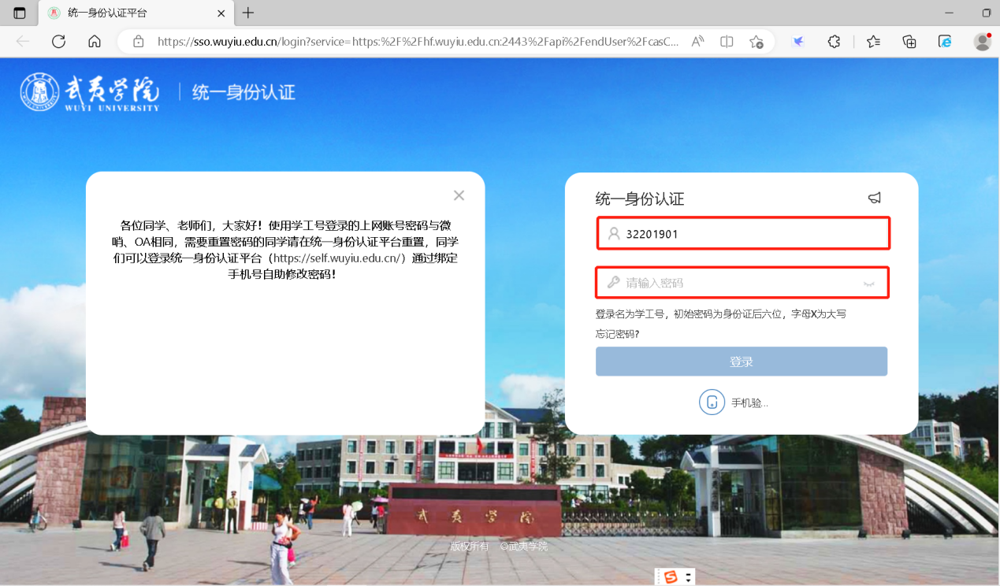 统一身份认证平台
https://sso.wuyiu.edu.cn/login?service=https:%2F%2Fhf.wuyiu.edu.cn:2443%2Fapi%2FendUser%2FcasC...
武夷学院
WUYI UNIVERSITY
统一身份认证
各位同学、老师们，大家好！使用学工号登录的上网账号密码与微
哨、OA相同，需要重置密码的同学请在统一身份认证平台重置，同学
们可以登录统一身份认证平台（https://self.wuyiu.edu.cn/）通过绑定
手机号自助修改密码！
统一身份认证
32201901
请输入密码
登录名为学工号，初始密码为身份证后六位，字母X为大写
忘记密码?
登录
手机验...
武夷学院
版权所有 ©武夷学院